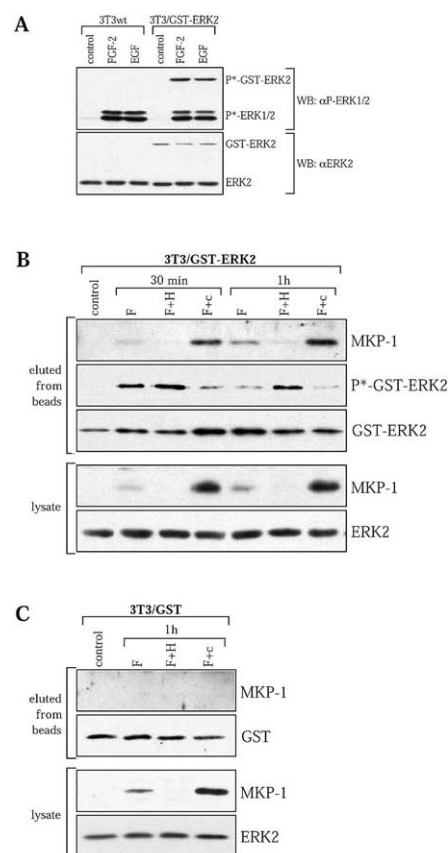 A
3T3wt 3T3/GST-ERK2
control FGF-2 EGF control FGF-2 EGF
P*-GST-ERK2
P*-ERK1/2
WB: αP-ERK1/2
GST-ERK2
ERK2
WB: αERK2
B
3T3/GST-ERK2
30 min 1h
control F F+H F+c F F+H F+c
eluted from beads
MKP-1
P*-GST-ERK2
GST-ERK2
lysate
MKP-1
ERK2
C
3T3/GST
1h
control F F+H F+c
eluted from beads
MKP-1
GST
lysate
MKP-1
ERK2